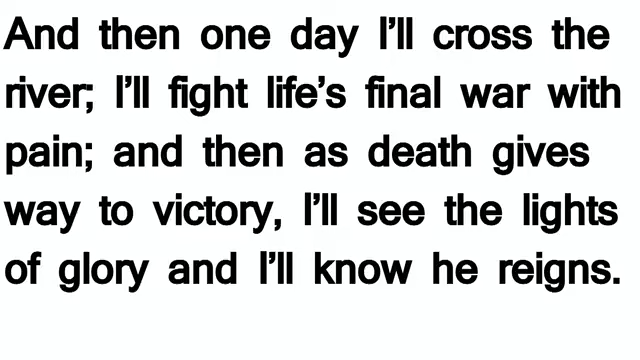 And then one day I’ll cross the
river; I’ll fight life’s final war with
pain; and then as death gives
way to victory, I’ll see the lights
of glory and I’ll know he reigns.